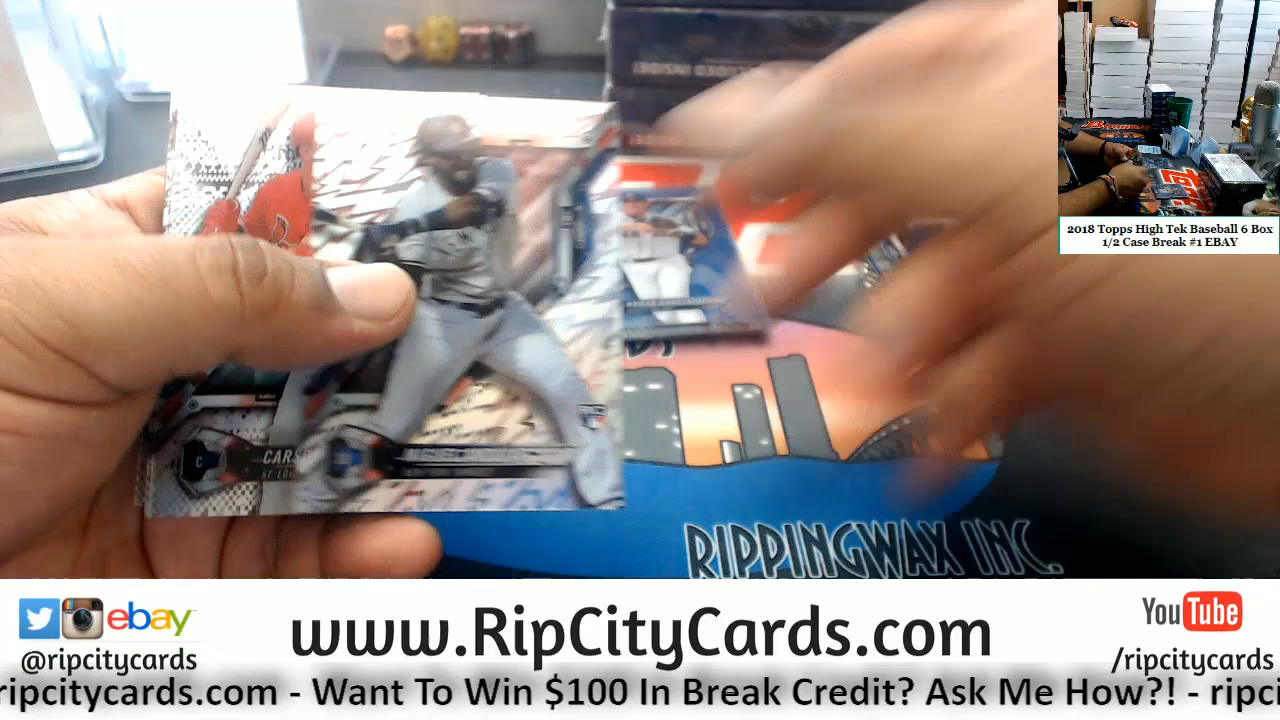 2018 Topps High Tek Baseball 6 Box
1/2 Case Break #1 EBAY
RIPPINGWAX INC.
ebay
@ripcitycards
www.RipCityCards.com
YouTube
/ripcitycards
ripcitycards.com - Want To Win $100 In Break Credit? Ask Me How?! - ripci